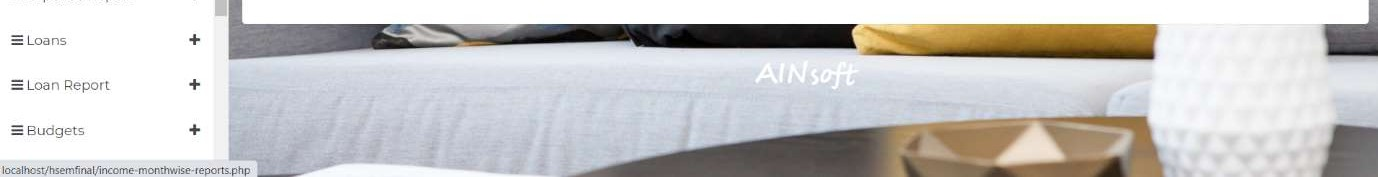 Loans
Loan Report
Budgets
AINsoft
localhost/hsemfinal/income-monthwise-reports.php